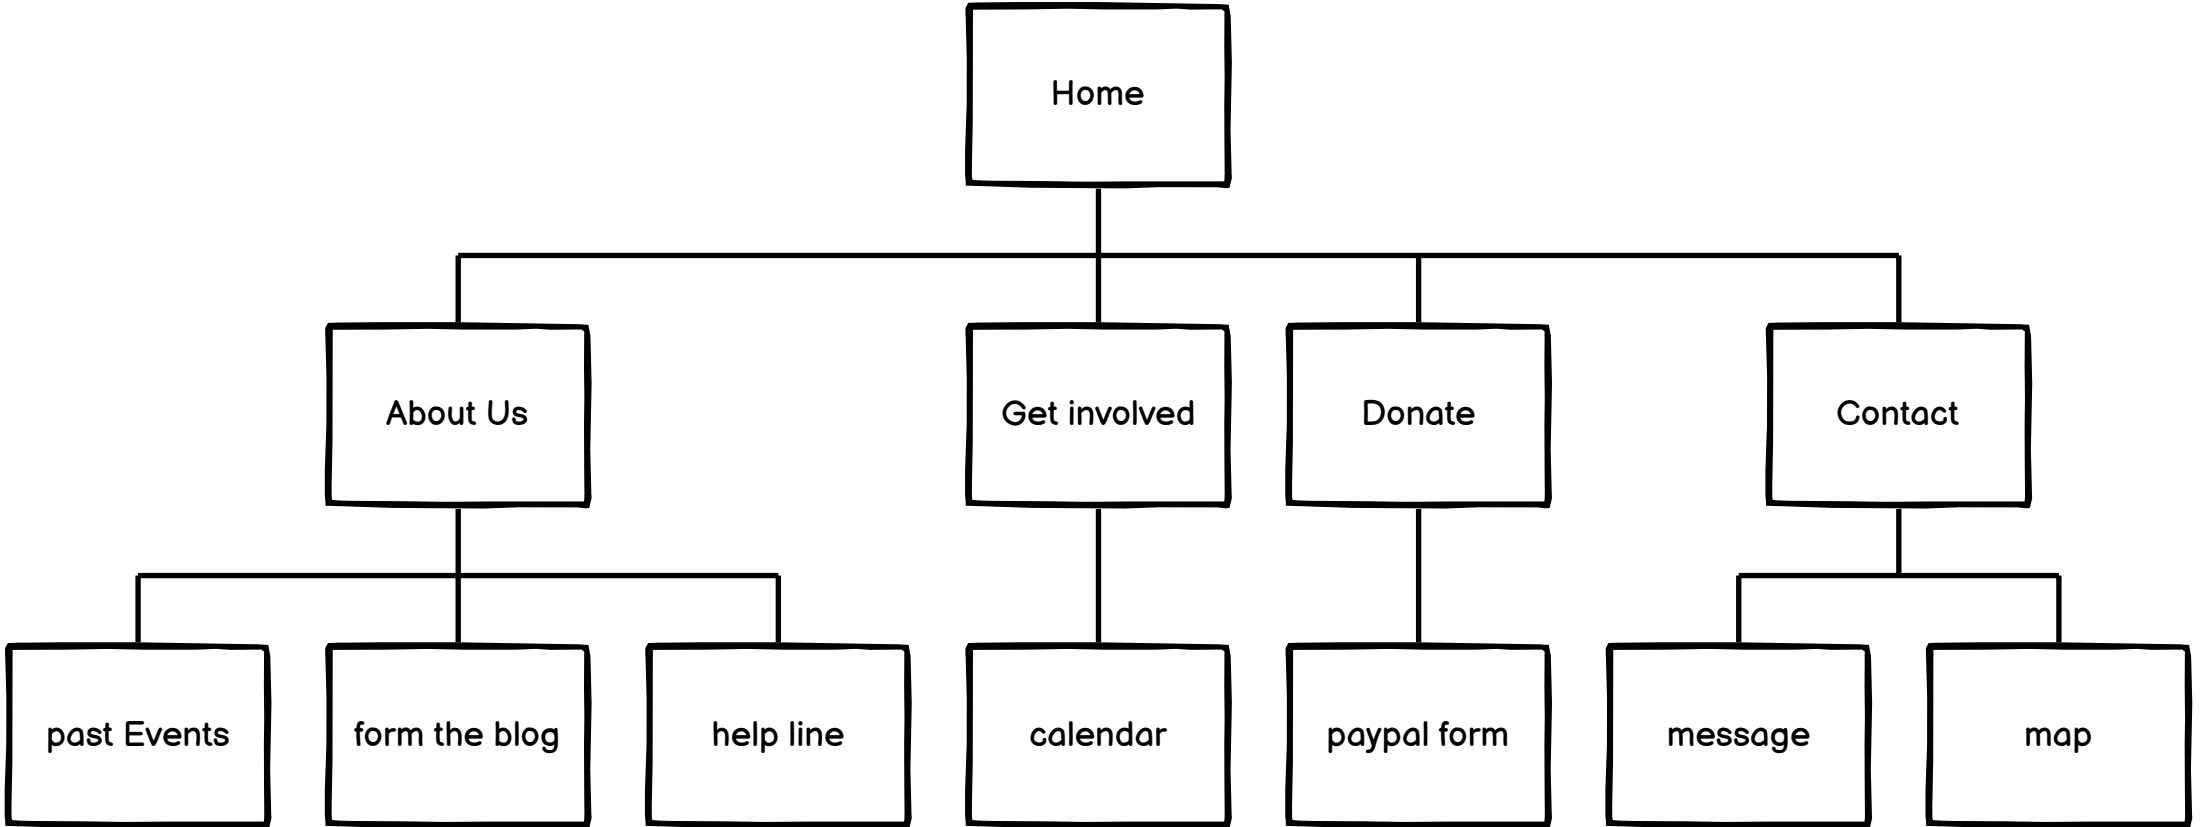 Home
About Us
Get involved
Donate
Contact
past Events
form the blog
help line
calendar
paypal form
message
map